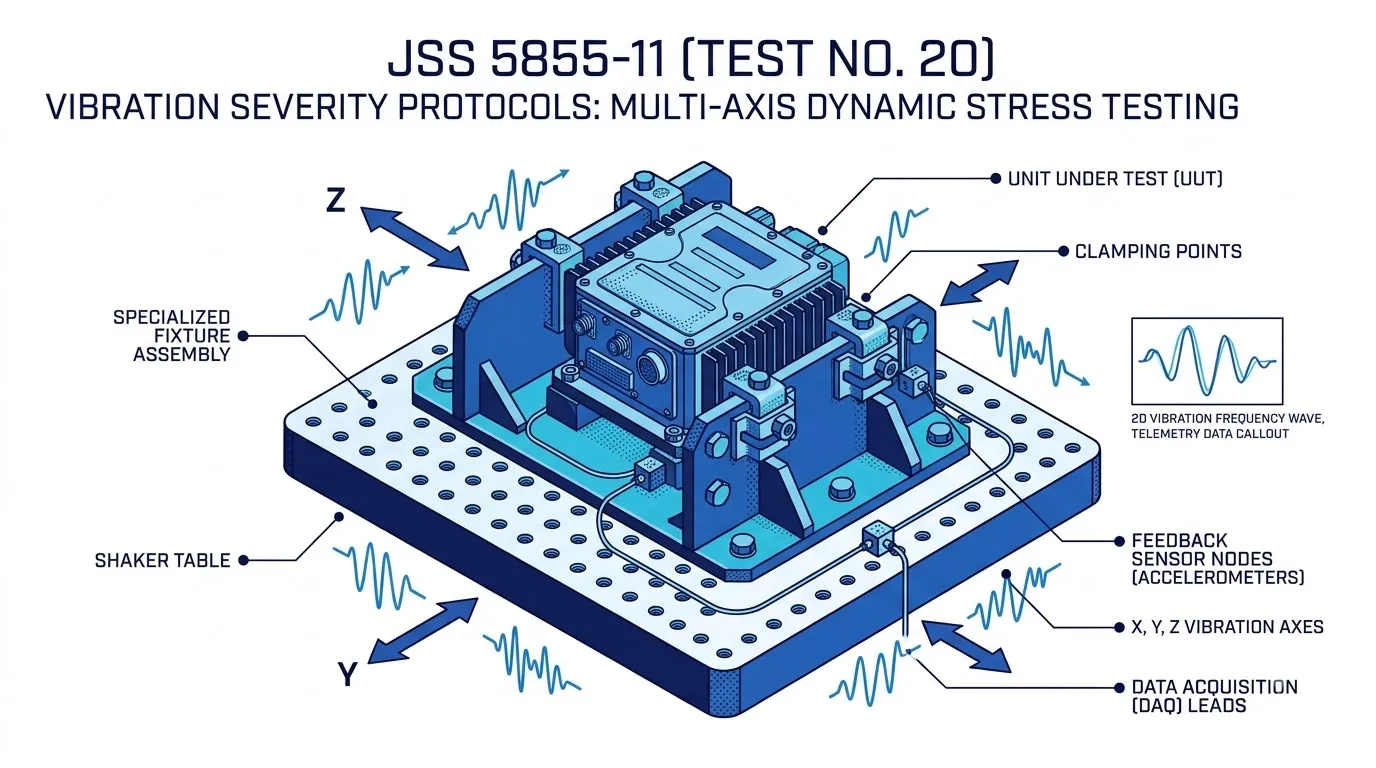 JSS 5855-11 (TEST NO. 20)
VIBRATION SEVERITY PROTOCOLS: MULTI-AXIS DYNAMIC STRESS TESTING
Z
UNIT UNDER TEST (UUT)
CLAMPING POINTS
SPECIALIZED
FIXTURE
ASSEMBLY
2D VIBRATION FREQUENCY WAVE,
TELEMETRY DATA CALLOUT
SHAKER TABLE
FEEDBACK
SENSOR NODES
(ACCELEROMETERS)
X, Y, Z VIBRATION AXES
Y
DATA ACQUISITION
(DAQ) LEADS